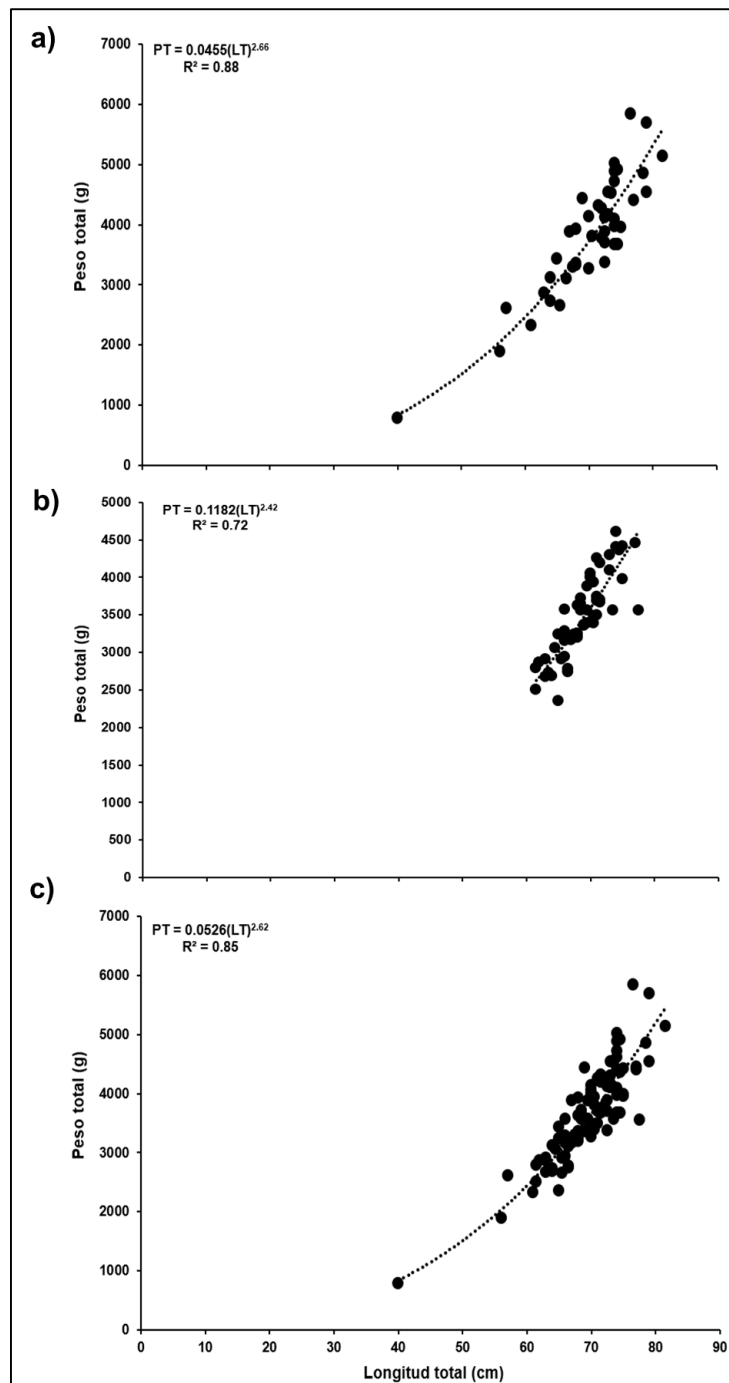 a)
PT = 0.0455(LT)^2.66
R² = 0.88
7000
6000
5000
4000
3000
2000
1000
0
Peso total (g)
b)
PT = 0.1182(LT)^2.42
R² = 0.72
5000
4500
4000
3500
3000
2500
2000
1500
1000
500
0
Peso total (g)
c)
PT = 0.0526(LT)^2.62
R² = 0.85
7000
6000
5000
4000
3000
2000
1000
0
Peso total (g)
0 10 20 30 40 50 60 70 80 90
Longitud total (cm)